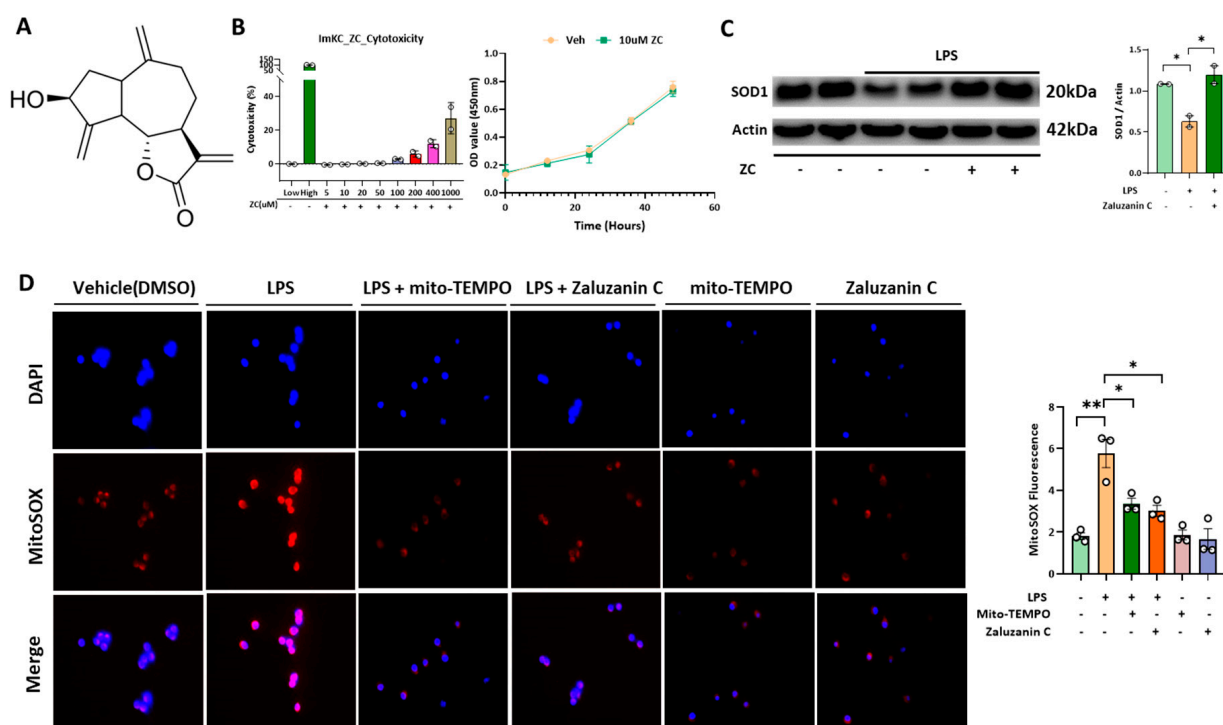 A
HO
O
O
B
ImKC_ZC_Cytotoxicity
Cytotoxicity (%)
150
100
50
60
40
20
0
Low High 5 10 20 50 100 200 400 1000
ZC(uM) - - + + + + + + + +
Veh 10uM ZC
OD value (450nm)
1.0
0.8
0.6
0.4
0.2
0.0
0 20 40 60
Time (Hours)
C
LPS
SOD1 20kDa
Actin 42kDa
ZC - - - - + +
* *
SOD1 / Actin
1.5
1.0
0.5
0.0
LPS - + +
Zaluzanin C - - +
D
Vehicle(DMSO) LPS LPS + mito-TEMPO LPS + Zaluzanin C mito-TEMPO Zaluzanin C
DAPI
MitoSOX
Merge
*
*
**
MitoSOX Fluorescence
8
6
4
2
0
LPS - + + + - -
Mito-TEMPO - - + - + -
Zaluzanin C - - - + - +